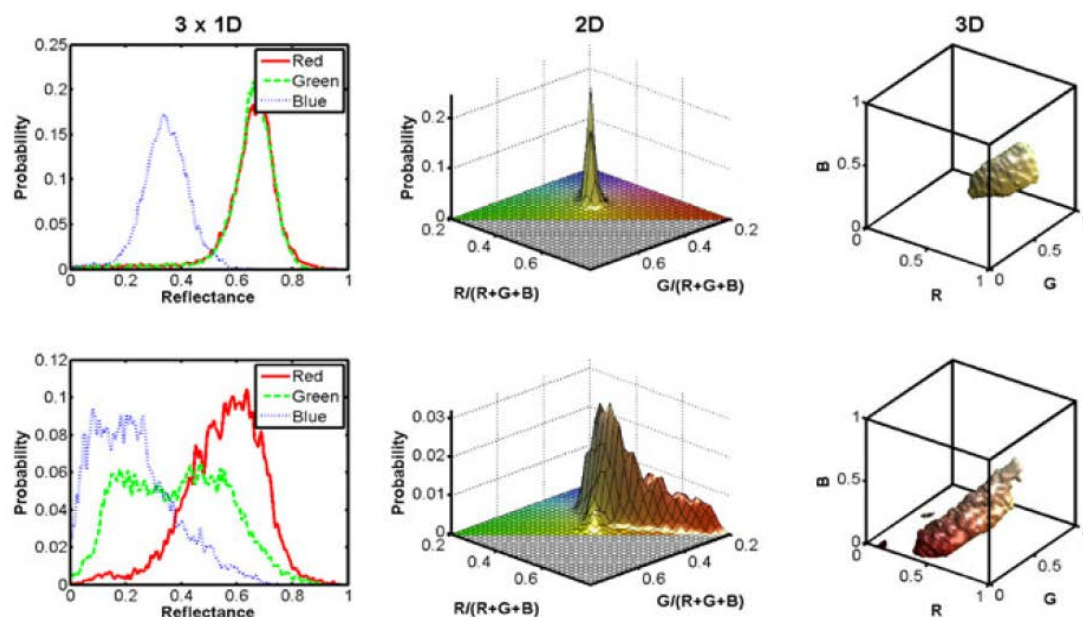 3 x 1D
2D
3D
0.25
0.2
0.15
0.1
0.05
0
Probability
Red
Green
Blue
0 0.2 0.4 0.6 0.8 1
Reflectance
0.2
0.1
0
Probability
0.2 0.4 0.6
R/(R+G+B)
0.6 0.4 0.2
G/(R+G+B)
1
0.5
0
B
0 0.5 1
R
0 0.5
G
0.12
0.1
0.08
0.06
0.04
0.02
0
Probability
Red
Green
Blue
0 0.2 0.4 0.6 0.8 1
Reflectance
0.03
0.02
0.01
0
Probability
0.2 0.4 0.6
R/(R+G+B)
0.6 0.4 0.2
G/(R+G+B)
1
0.5
0
B
0 0.5 1
R
0 0.5
G